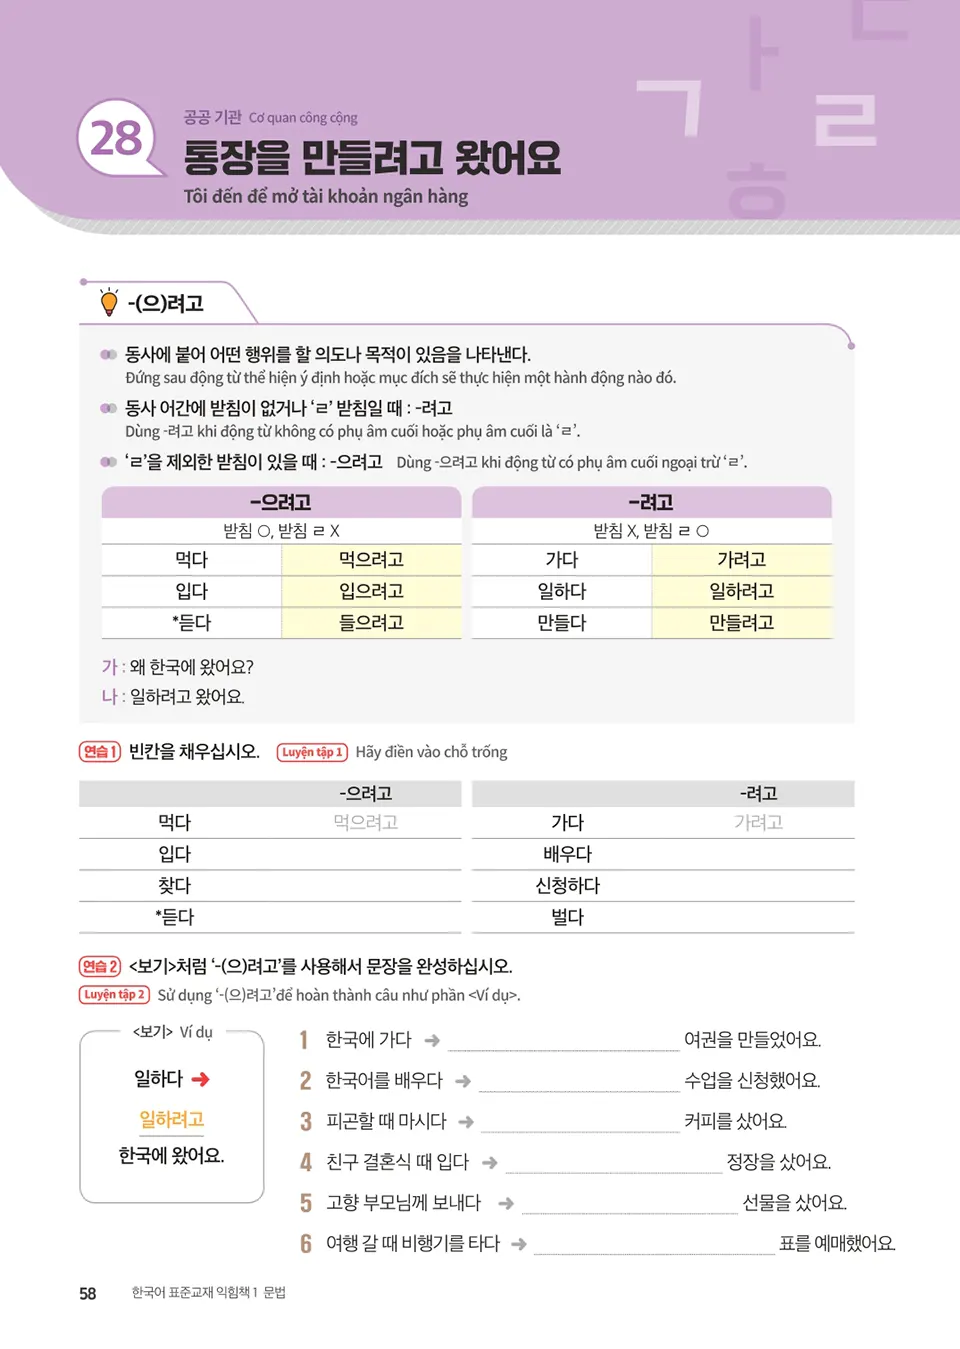 28
공공 기관 Cơ quan công cộng
통장을 만들려고 왔어요
Tôi đến để mở tài khoản ngân hàng
ㄱ ㅏ ㄷ ㄹ ㅎ
-(으)려고
동사에 붙어 어떤 행위를 할 의도나 목적이 있음을 나타낸다.
Đứng sau động từ thể hiện ý định hoặc mục đích sẽ thực hiện một hành động nào đó.
동사 어간에 받침이 없거나 ‘ㄹ’ 받침일 때 : -려고
Dùng -려고 khi động từ không có phụ âm cuối hoặc phụ âm cuối là ‘ㄹ’.
‘ㄹ’을 제외한 받침이 있을 때 : -으려고 Dùng -으려고 khi động từ có phụ âm cuối ngoại trừ ‘ㄹ’.
-으려고 -려고
받침 ○, 받침 ㄹ X 받침 X, 받침 ㄹ ○
먹다 먹으려고 가다 가려고
입다 입으려고 일하다 일하려고
*듣다 들으려고 만들다 만들려고
가 : 왜 한국에 왔어요?
나 : 일하려고 왔어요.
연습 1 빈칸을 채우십시오. Luyện tập 1 Hãy điền vào chỗ trống
-으려고 -려고
먹다 먹으려고 가다 가려고
입다 배우다
찾다 신청하다
*듣다 벌다
연습 2 <보기>처럼 ‘-(으)려고’를 사용해서 문장을 완성하십시오.
Luyện tập 2 Sử dụng ‘-(으)려고’để hoàn thành câu như phần <Ví dụ>.
<보기> Ví dụ
일하다 ➜
일하려고
한국에 왔어요.
1 한국에 가다 ➜ 여권을 만들었어요.
2 한국어를 배우다 ➜ 수업을 신청했어요.
3 피곤할 때 마시다 ➜ 커피를 샀어요.
4 친구 결혼식 때 입다 ➜ 정장을 샀어요.
5 고향 부모님께 보내다 ➜ 선물을 샀어요.
6 여행 갈 때 비행기를 타다 ➜ 표를 예매했어요.
58 한국어 표준교재 익힘책 1 문법